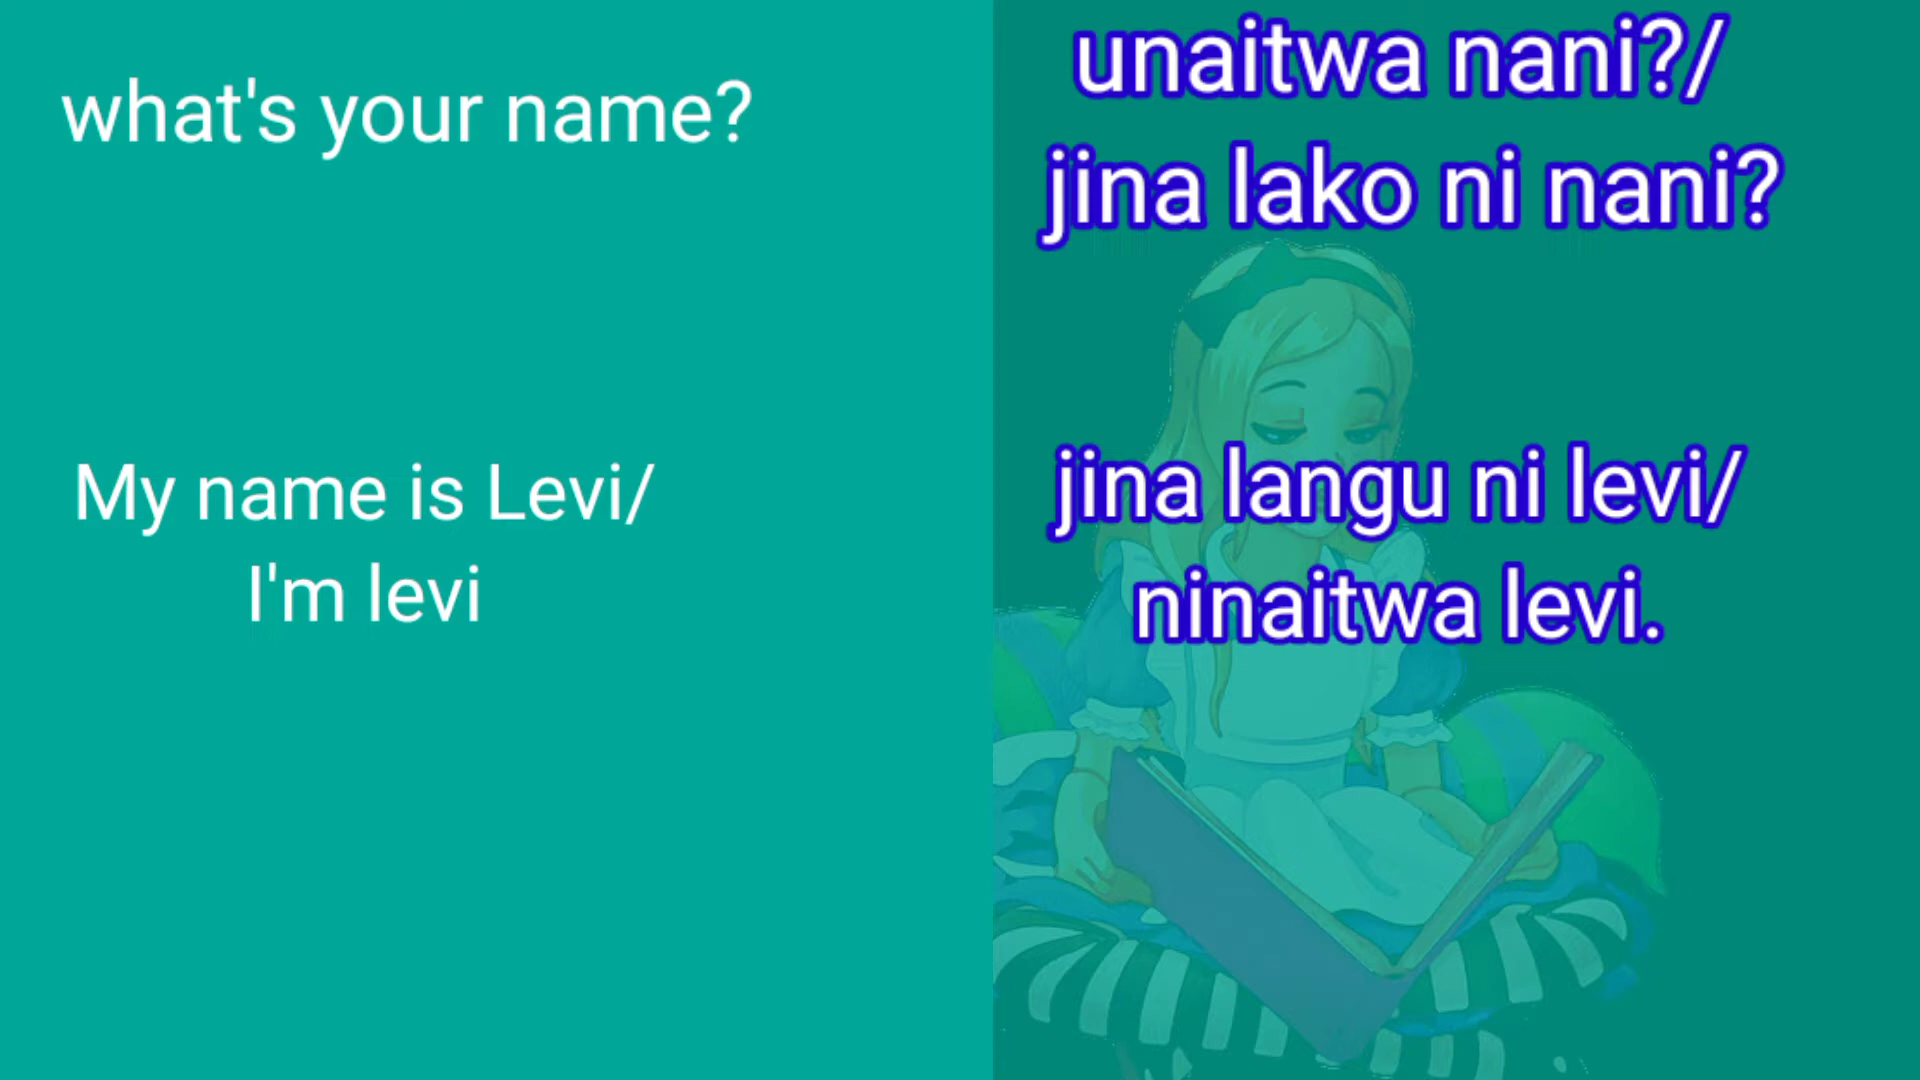 what's your name?
My name is Levi/
I'm levi
unaitwa nani?/
jina lako ni nani?
jina langu ni levi/
ninaitwa levi.